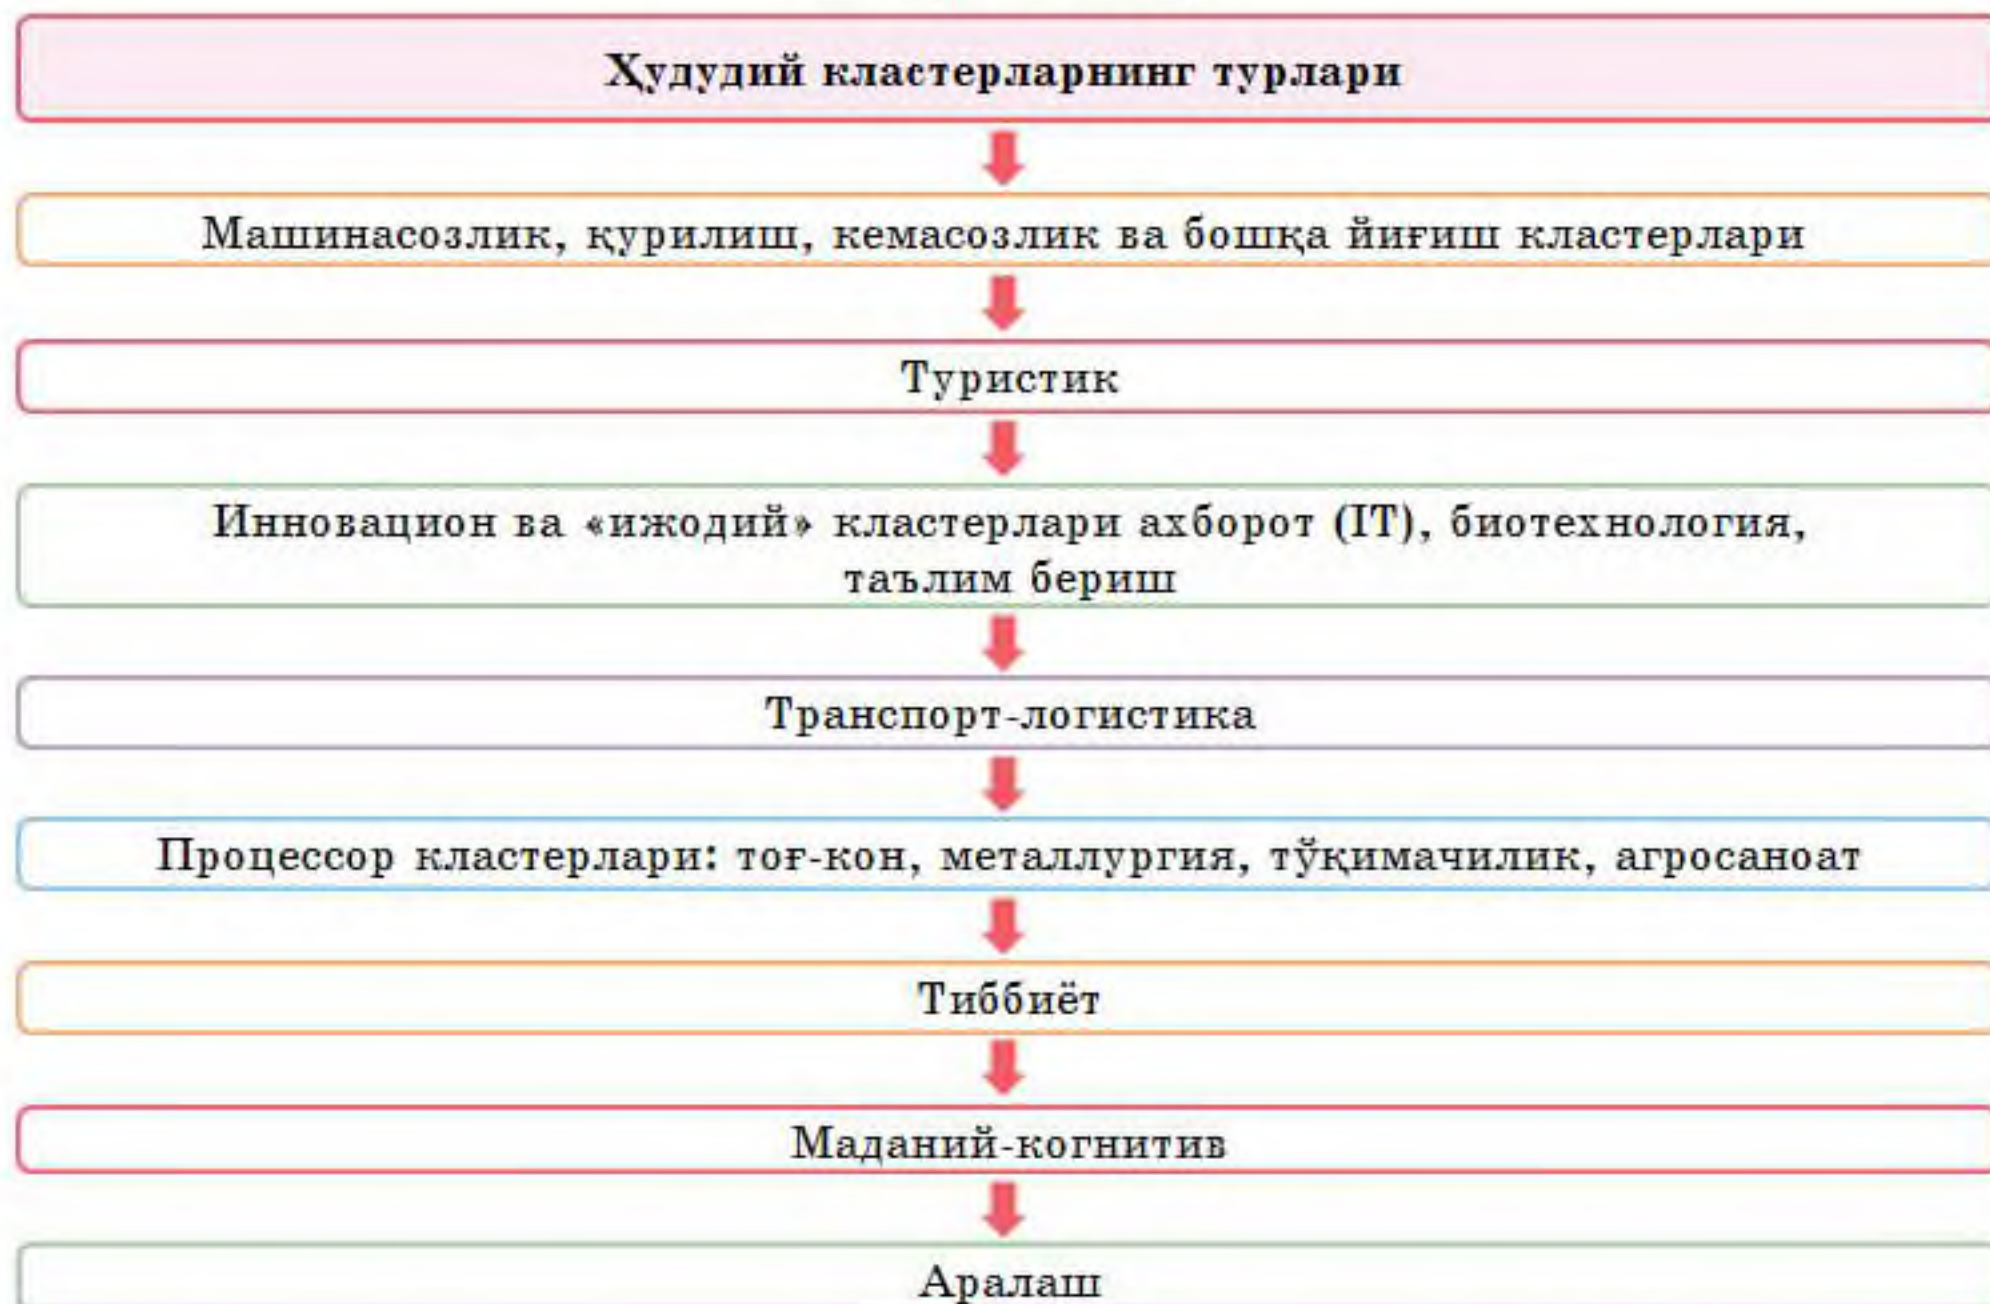 Ҳудудий кластерларнинг турлари
Машинасозлик, қурилиш, кемасозлик ва бошқа йиғиш кластерлари
Туристик
Инновацион ва «ижодий» кластерлари ахборот (IT), биотехнология,
таълим бериш
Транспорт-логистика
Процессор кластерлари: тоғ-кон, металлургия, тўқимачилик, агросаноат
Тиббиёт
Маданий-когнитив
Аралаш